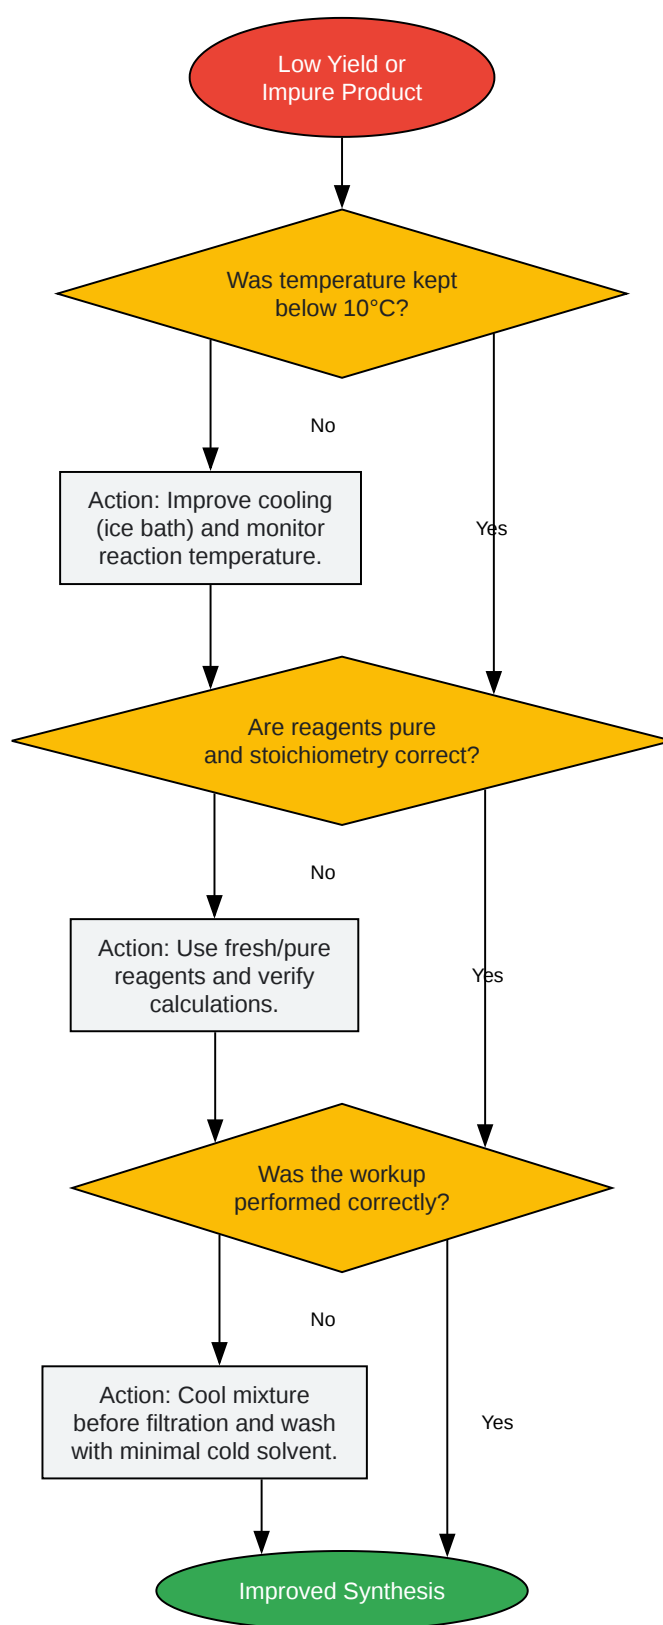 Low Yield or
Impure Product
Was temperature kept
below 10°C?
No
Action: Improve cooling
(ice bath) and monitor
reaction temperature.
Yes
Are reagents pure
and stoichiometry correct?
No
Action: Use fresh/pure
reagents and verify
calculations.
Yes
Was the workup
performed correctly?
No
Action: Cool mixture
before filtration and wash
with minimal cold solvent.
Yes
Improved Synthesis